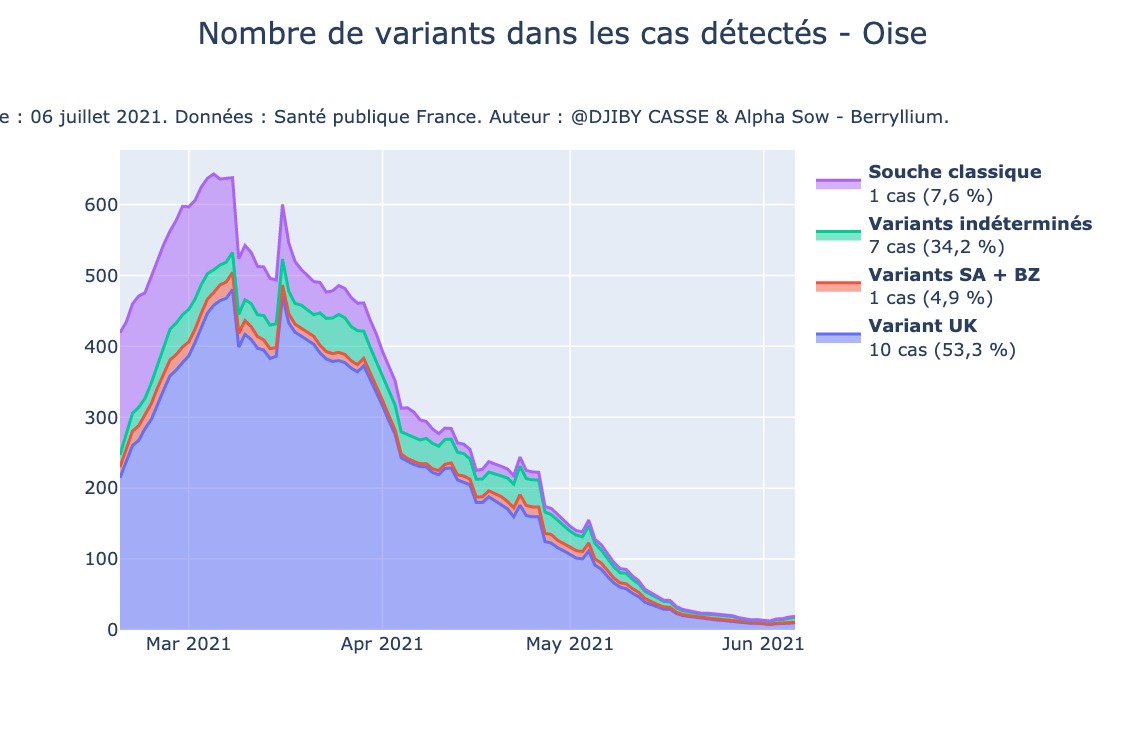 Nombre de variants dans les cas détectés - Oise
e : 06 juillet 2021. Données : Santé publique France. Auteur : @DJIBY CASSE & Alpha Sow - Berryllium.
Souche classique
1 cas (7,6 %)
Variants indéterminés
7 cas (34,2 %)
Variants SA + BZ
1 cas (4,9 %)
Variant UK
10 cas (53,3 %)
600
500
400
300
200
100
0
Mar 2021
Apr 2021
May 2021
Jun 2021